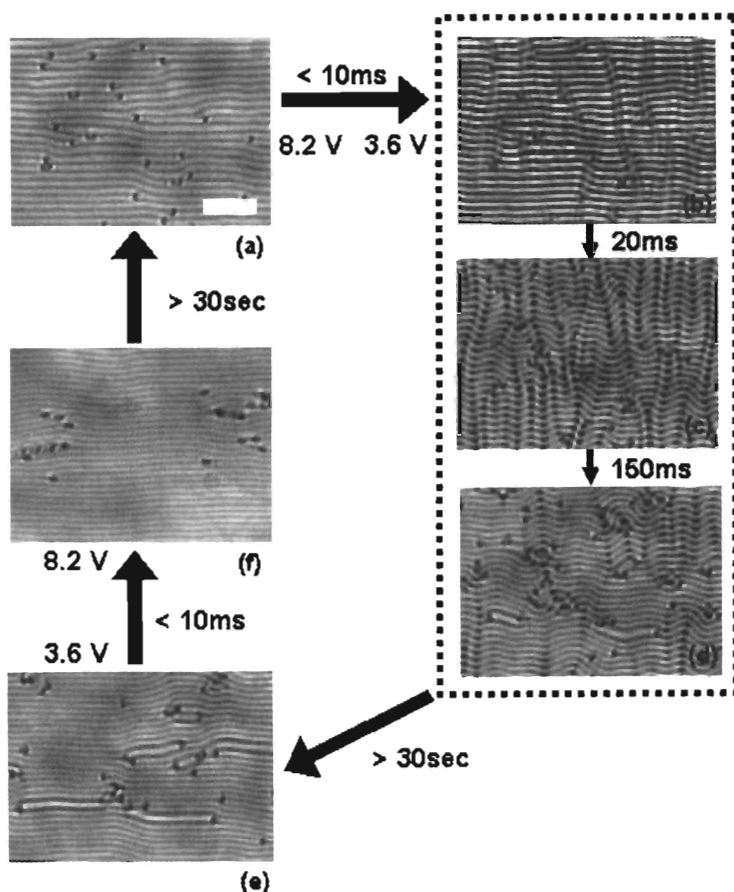 (a)
< 10ms
8.2 V 3.6 V
(b)
20ms
(c)
150ms
(d)
> 30sec
(e)
3.6 V
< 10ms
8.2 V
(f)
> 30sec